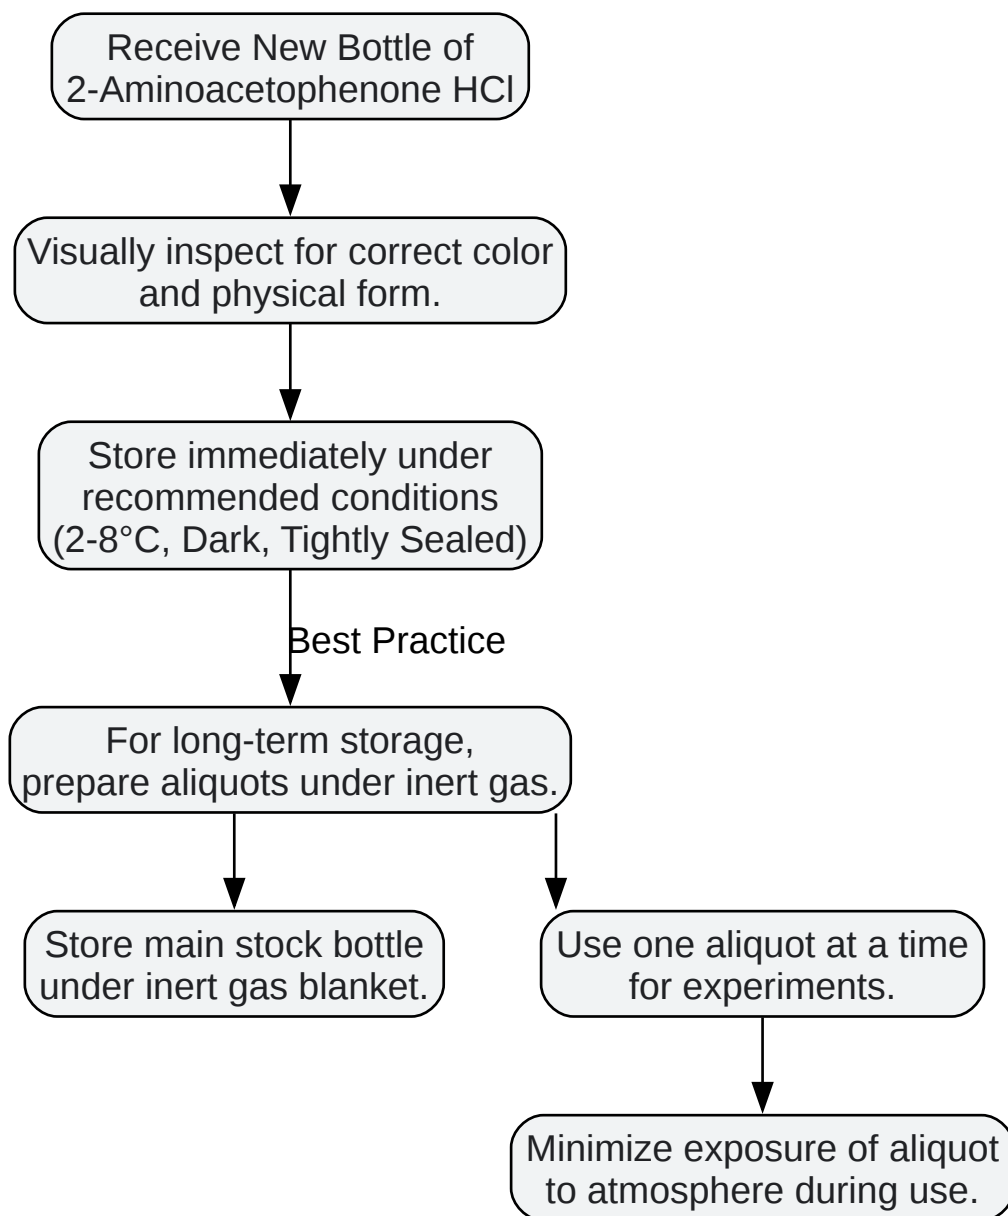 Receive New Bottle of
2-Aminoacetophenone HCl
Visually inspect for correct color
and physical form.
Store immediately under
recommended conditions
(2-8°C, Dark, Tightly Sealed)
Best Practice
For long-term storage,
prepare aliquots under inert gas.
Store main stock bottle
under inert gas blanket.
Use one aliquot at a time
for experiments.
Minimize exposure of aliquot
to atmosphere during use.